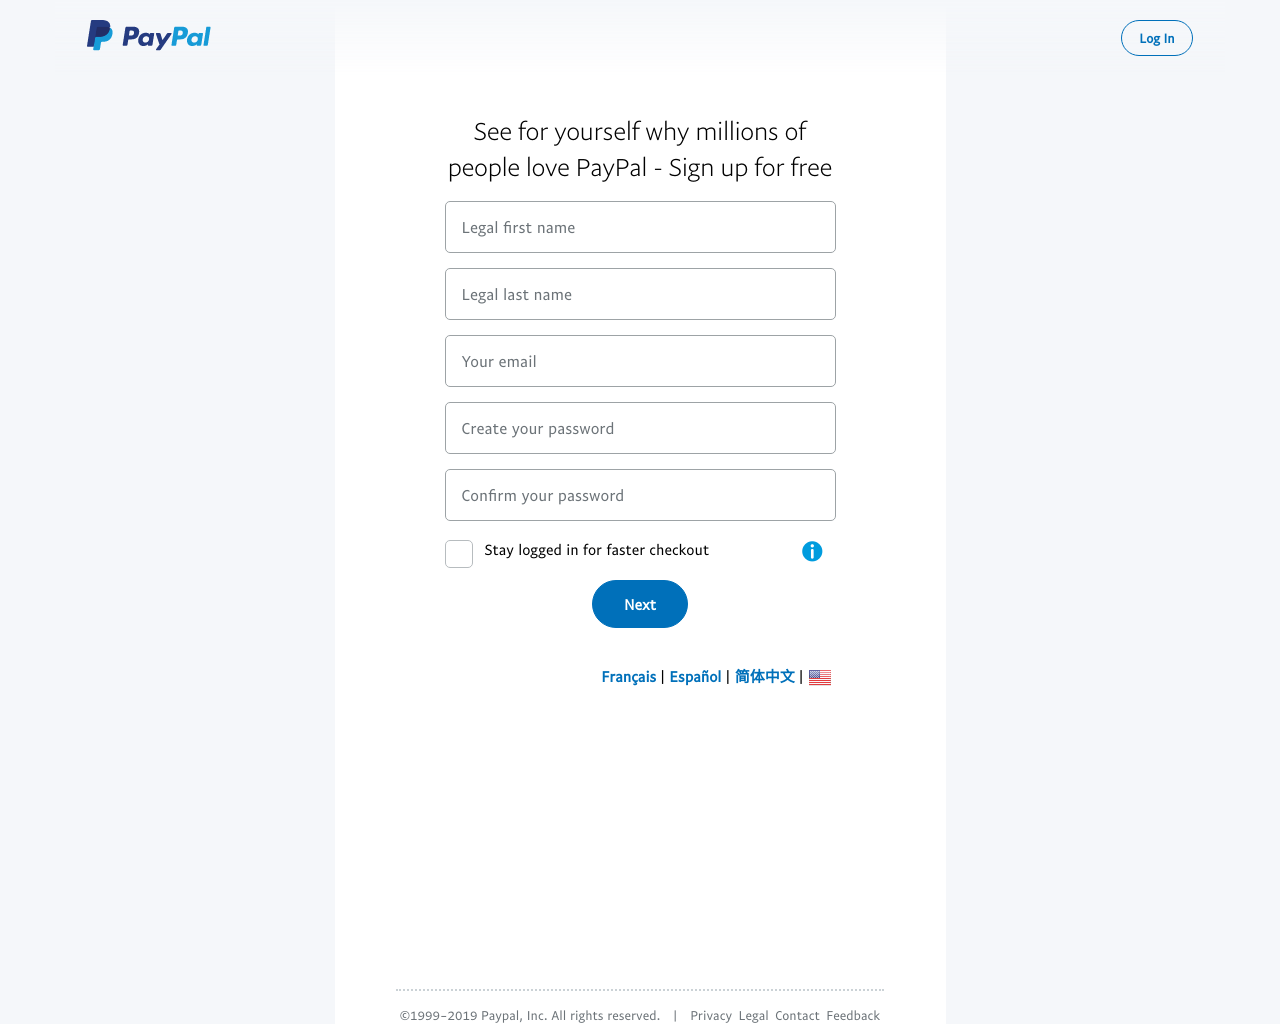 PayPal
Log In
See for yourself why millions of
people love PayPal - Sign up for free
Legal first name
Legal last name
Your email
Create your password
Confirm your password
Stay logged in for faster checkout
Next
Français | Español | 简体中文 |
©1999–2019 Paypal, Inc. All rights reserved. | Privacy Legal Contact Feedback